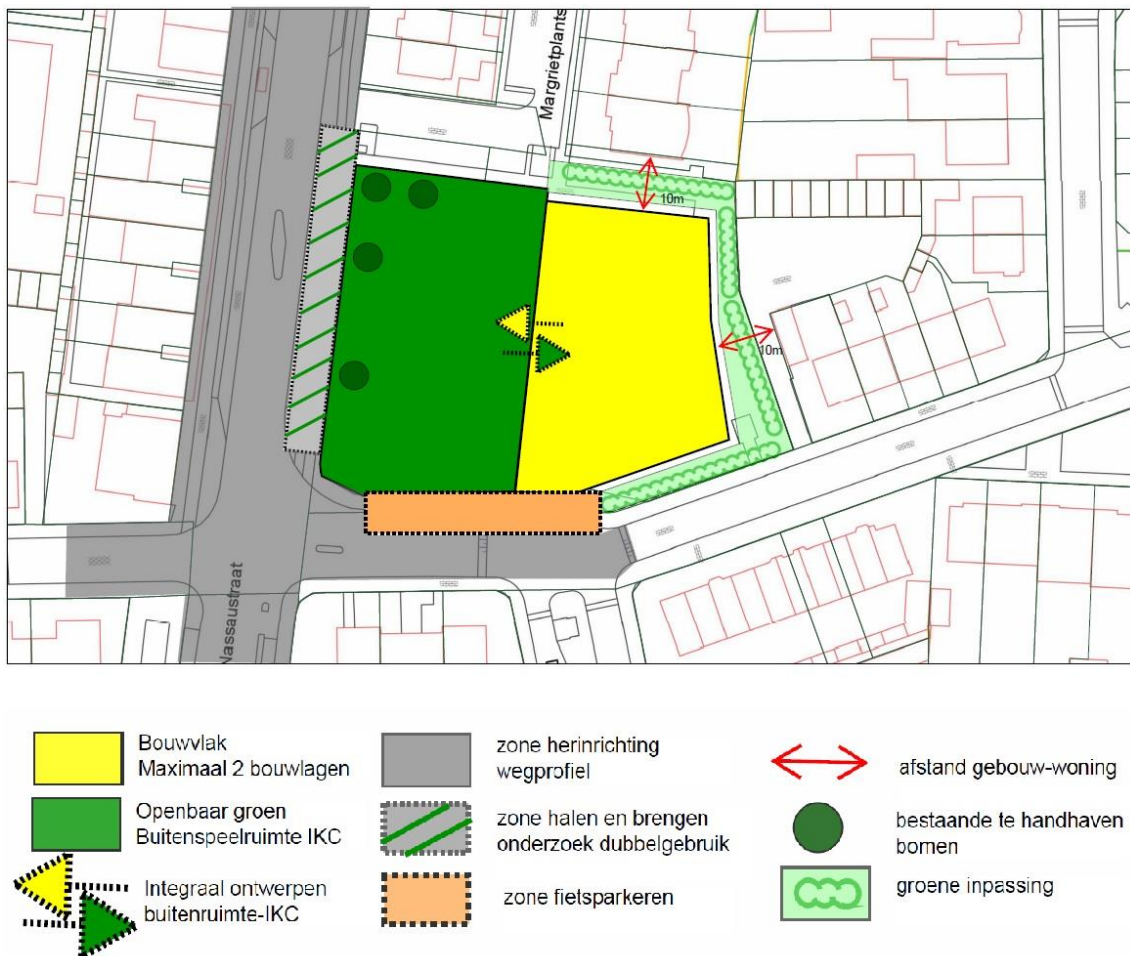 Margrietplants
10m
10m
Nassaustraat
Bouwvlak
Maximaal 2 bouwlagen
Openbaar groen
Buitenspeelruimte IKC
Integraal ontwerpen
buitenruimte-IKC
zone herinrichting
wegprofiel
zone halen en brengen
onderzoek dubbelgebruik
zone fietsparkeren
afstand gebouw-woning
bestaande te handhaven
bomen
groene inpassing